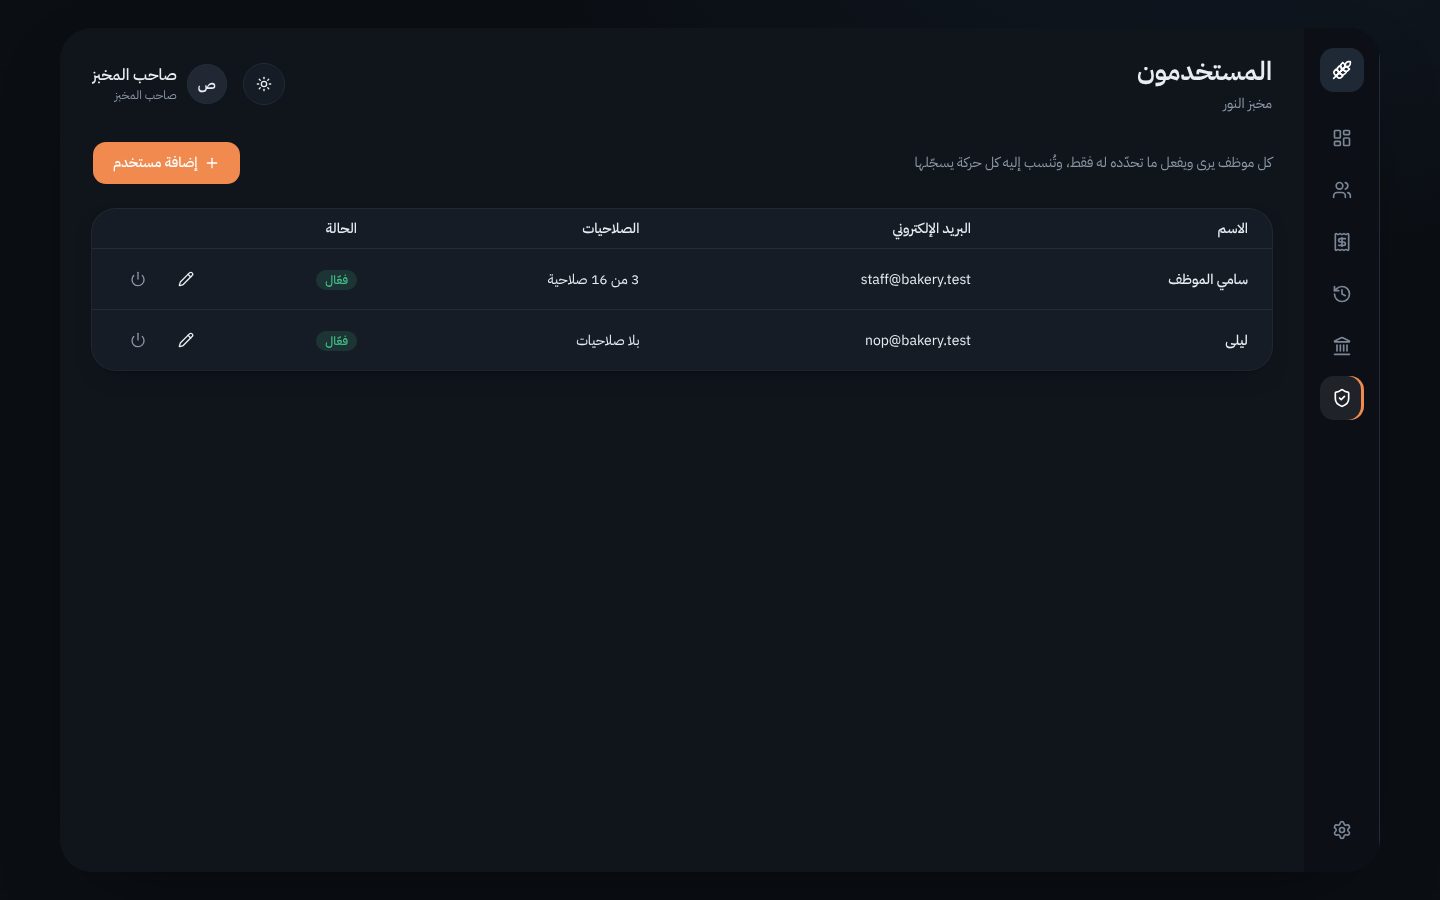 المستخدمون
مخبز النور
صاحب المخبز
صاحب المخبز
ص
كل موظف يرى ويفعل ما تحدّده له فقط، وتُنسب إليه كل حركة يسجّلها
إضافة مستخدم
الاسم البريد الإلكتروني الصلاحيات الحالة
سامي الموظف staff@bakery.test 3 من 16 صلاحية فعّال
ليلى nop@bakery.test بلا صلاحيات فعّال